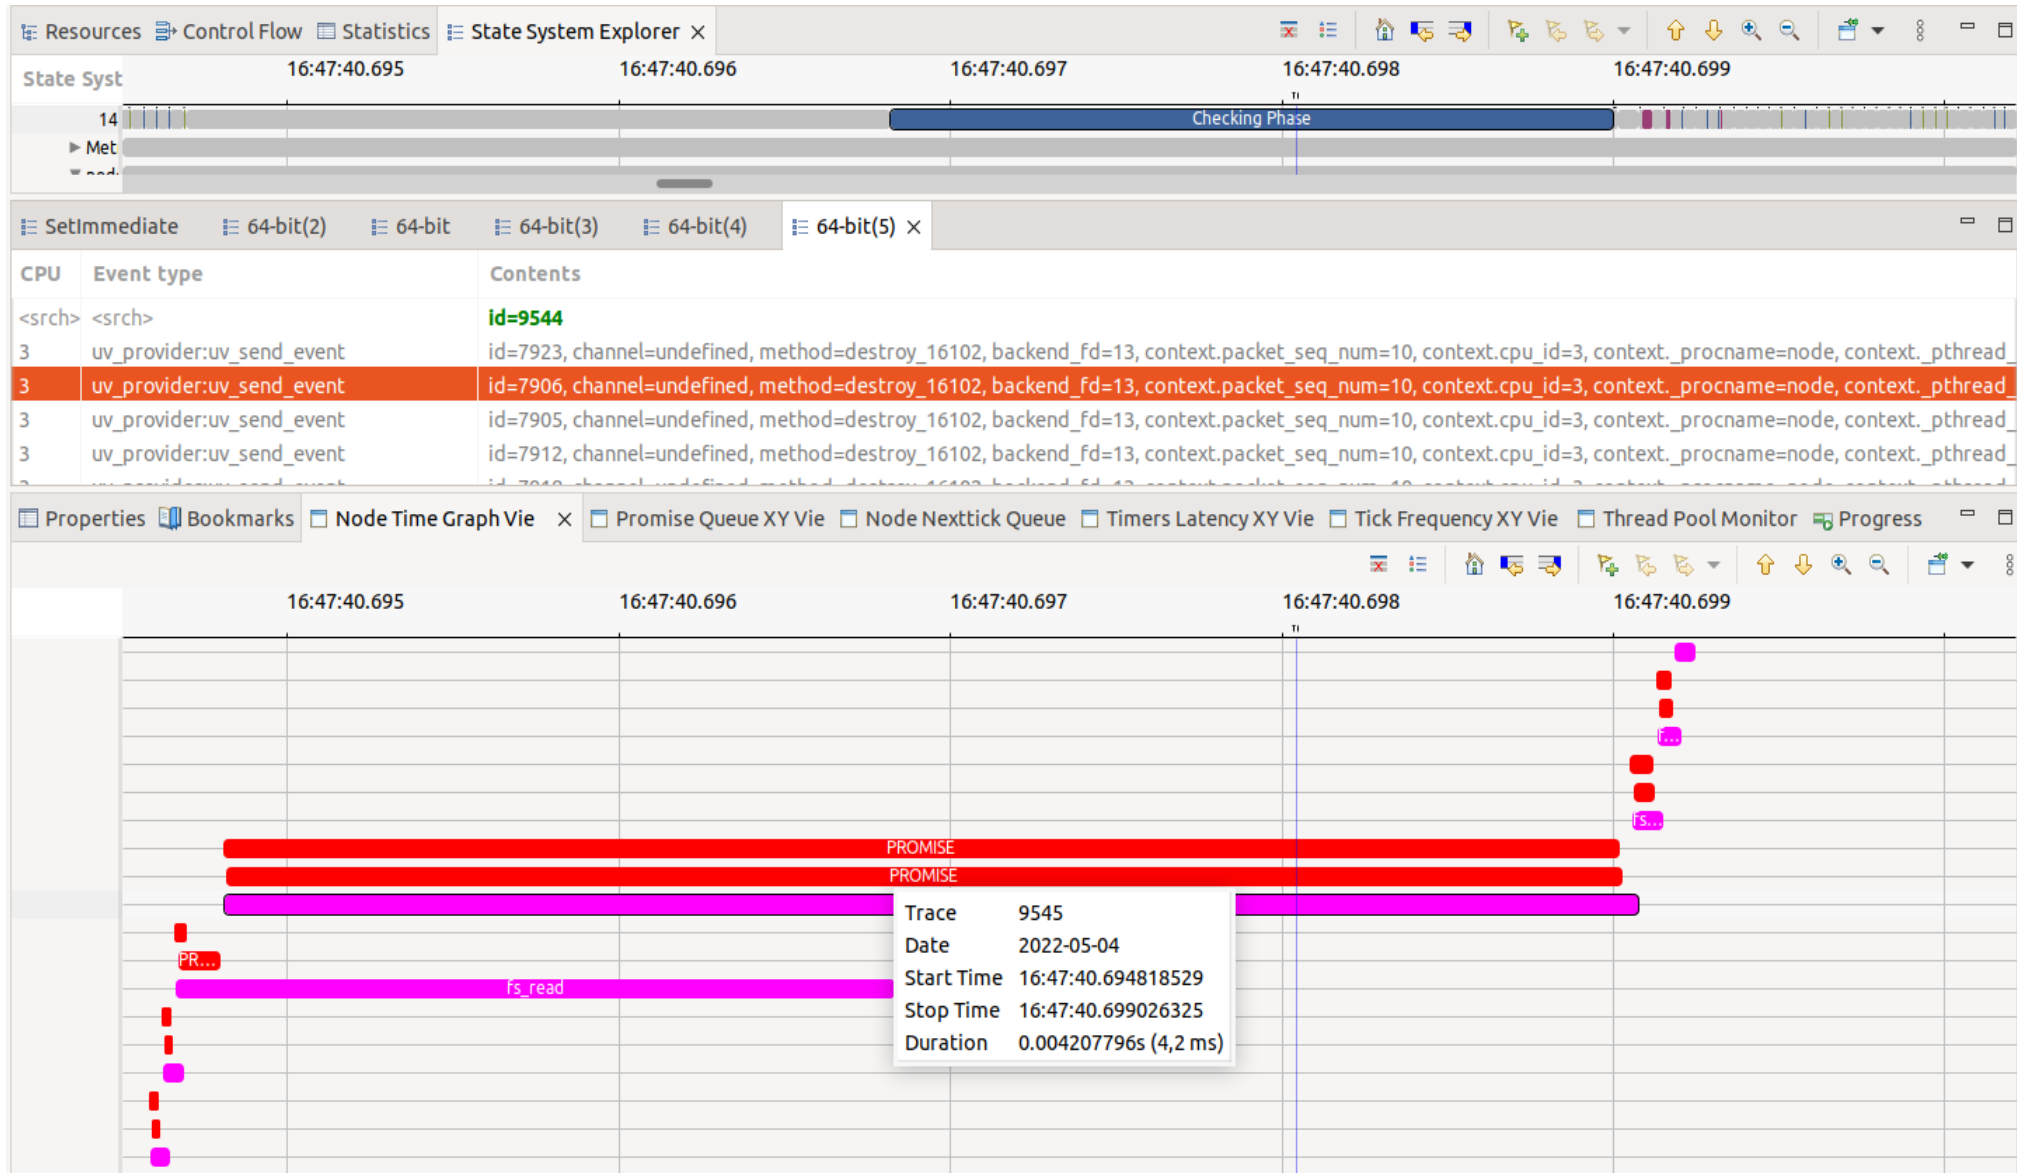 Resources Control Flow Statistics State System Explorer
State Syst 16:47:40.695 16:47:40.696 16:47:40.697 16:47:40.698 16:47:40.699
14 Checking Phase
Met
SetImmediate 64-bit(2) 64-bit 64-bit(3) 64-bit(4) 64-bit(5)
CPU Event type Contents
<srch> <srch> id=9544
3 uv_provider:uv_send_event id=7923, channel=undefined, method=destroy_16102, backend_fd=13, context.packet_seq_num=10, context.cpu_id=3, context._procname=node, context._pthread_
3 uv_provider:uv_send_event id=7906, channel=undefined, method=destroy_16102, backend_fd=13, context.packet_seq_num=10, context.cpu_id=3, context._procname=node, context._pthread_
3 uv_provider:uv_send_event id=7905, channel=undefined, method=destroy_16102, backend_fd=13, context.packet_seq_num=10, context.cpu_id=3, context._procname=node, context._pthread_
3 uv_provider:uv_send_event id=7912, channel=undefined, method=destroy_16102, backend_fd=13, context.packet_seq_num=10, context.cpu_id=3, context._procname=node, context._pthread_
Properties Bookmarks Node Time Graph Vie Promise Queue XY Vie Node Nexttick Queue Timers Latency XY Vie Tick Frequency XY Vie Thread Pool Monitor Progress
16:47:40.695 16:47:40.696 16:47:40.697 16:47:40.698 16:47:40.699
f...
fs...
PROMISE
PROMISE
Trace 9545
Date 2022-05-04
PR...
Start Time 16:47:40.694818529
fs_read
Stop Time 16:47:40.699026325
Duration 0.004207796s (4,2 ms)